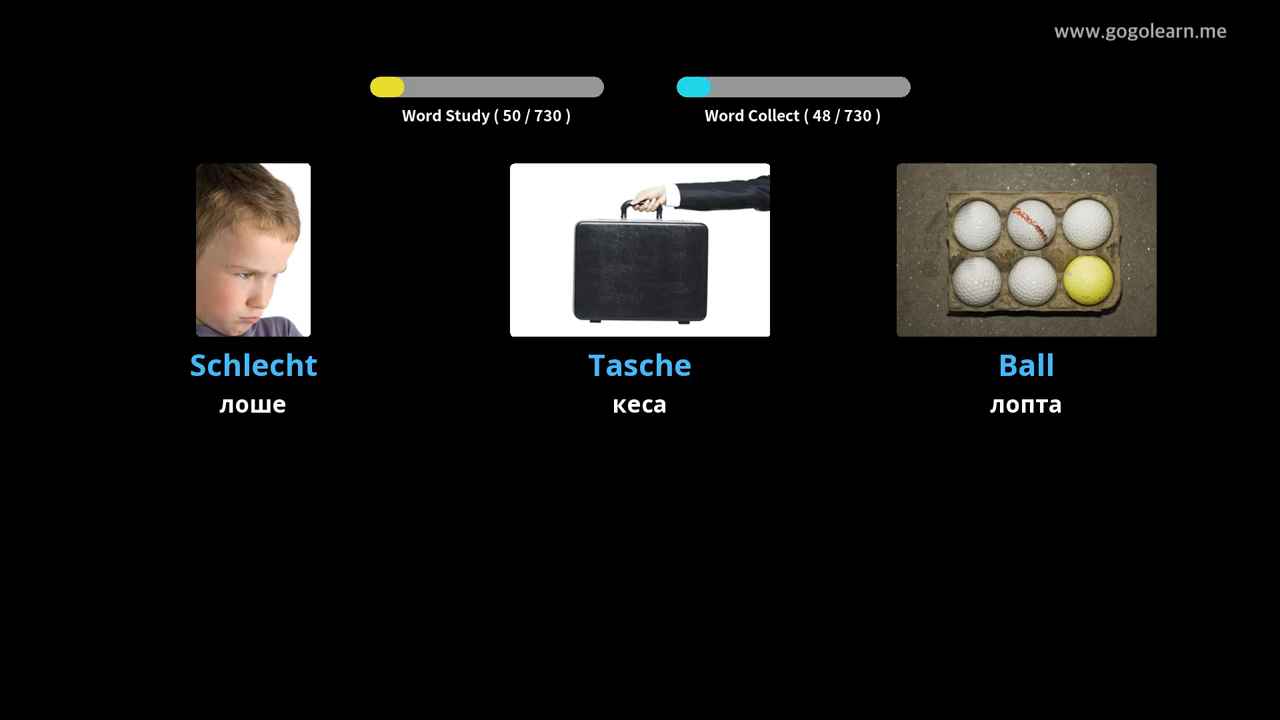 www.gogolearn.me
Word Study ( 50 / 730 )
Word Collect ( 48 / 730 )
Schlecht
лоше
Tasche
кеса
Ball
лопта